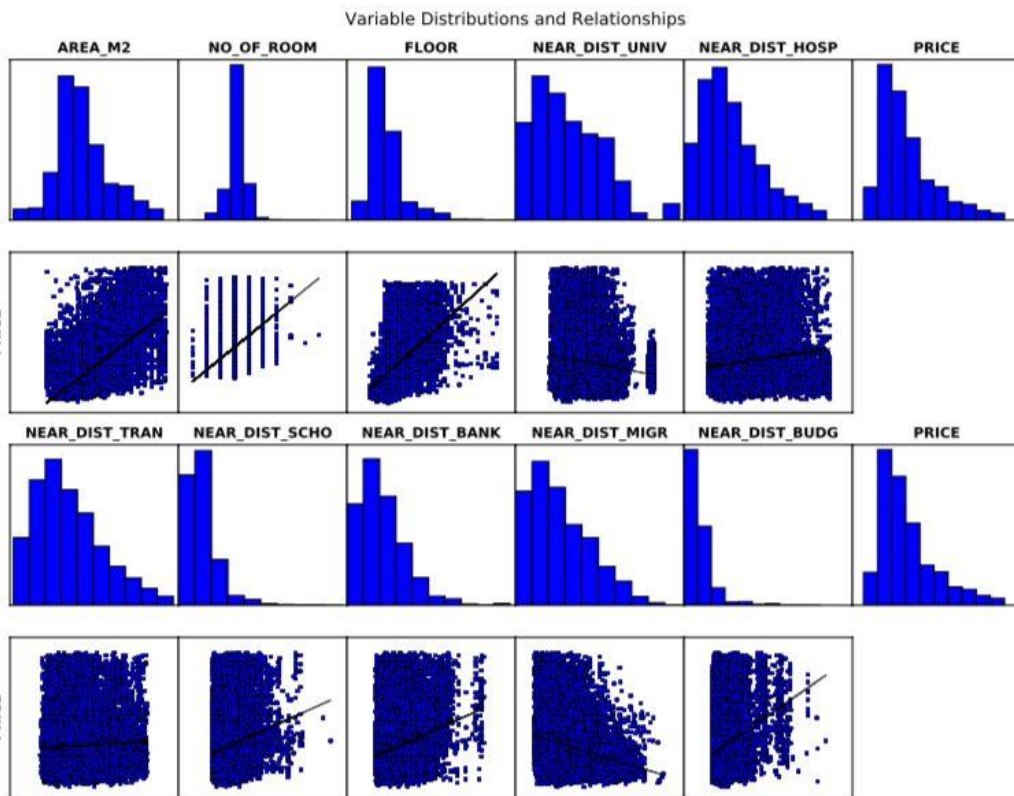 Variable Distributions and Relationships
AREA_M2 NO_OF_ROOM FLOOR NEAR_DIST_UNIV NEAR_DIST_HOSP PRICE
NEAR_DIST_TRAN NEAR_DIST_SCHO NEAR_DIST_BANK NEAR_DIST_MIGR NEAR_DIST_BUDG PRICE